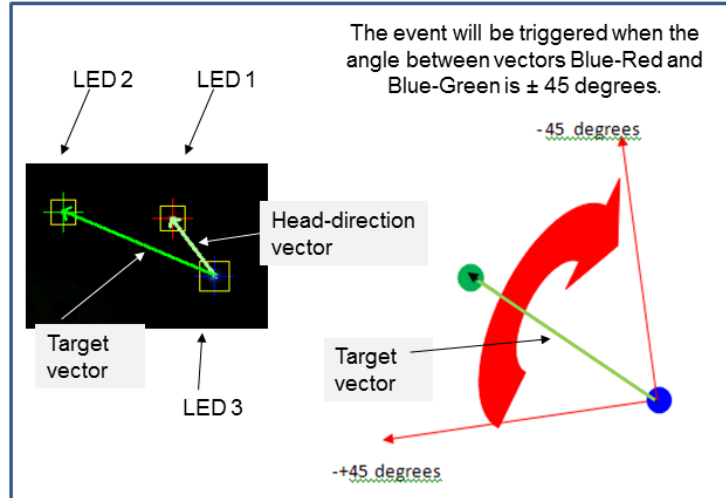 The event will be triggered when the
angle between vectors Blue-Red and
Blue-Green is ± 45 degrees.
LED 2
LED 1
-45 degrees
Head-direction
vector
Target
vector
LED 3
Target
vector
-+45 degrees